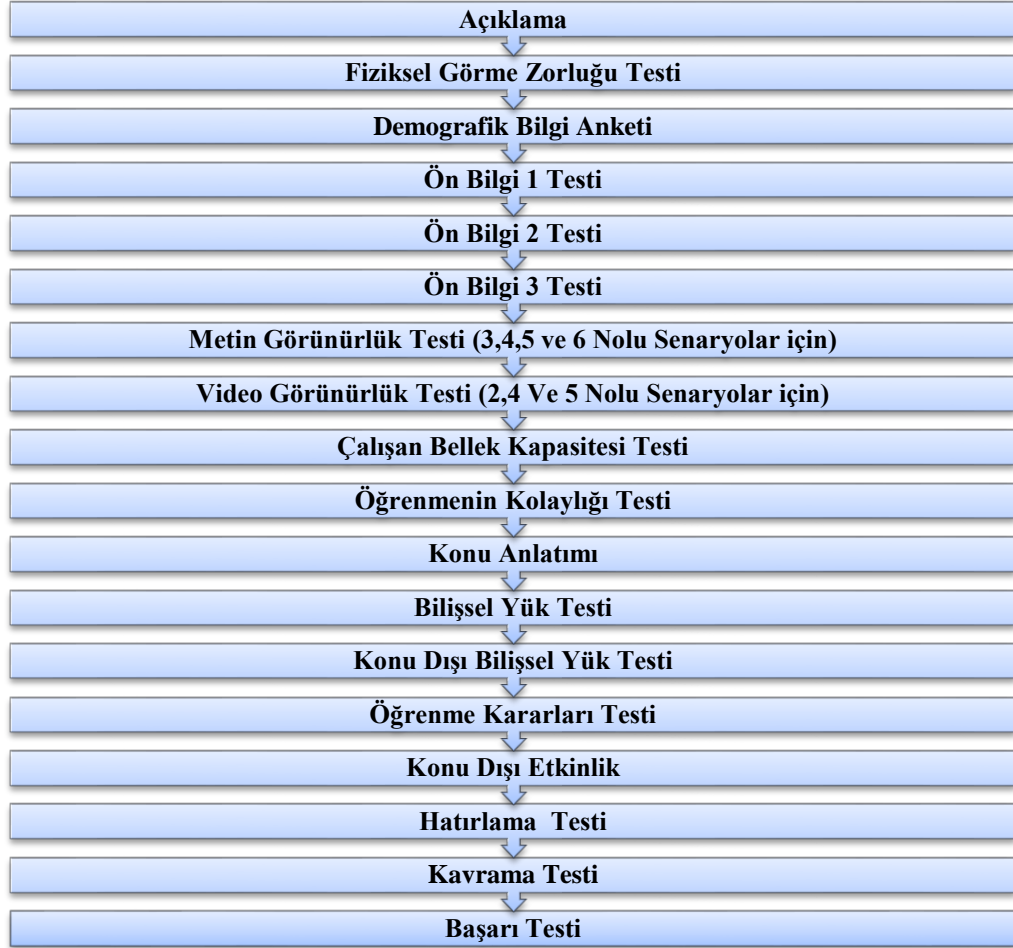 Açıklama
Fiziksel Görme Zorluğu Testi
Demografik Bilgi Anketi
Ön Bilgi 1 Testi
Ön Bilgi 2 Testi
Ön Bilgi 3 Testi
Metin Görünürlük Testi (3,4,5 ve 6 Nolu Senaryolar için)
Video Görünürlük Testi (2,4 Ve 5 Nolu Senaryolar için)
Çalışan Bellek Kapasitesi Testi
Öğrenmenin Kolaylığı Testi
Konu Anlatımı
Bilişsel Yük Testi
Konu Dışı Bilişsel Yük Testi
Öğrenme Kararları Testi
Konu Dışı Etkinlik
Hatırlama  Testi
Kavrama Testi
Başarı Testi